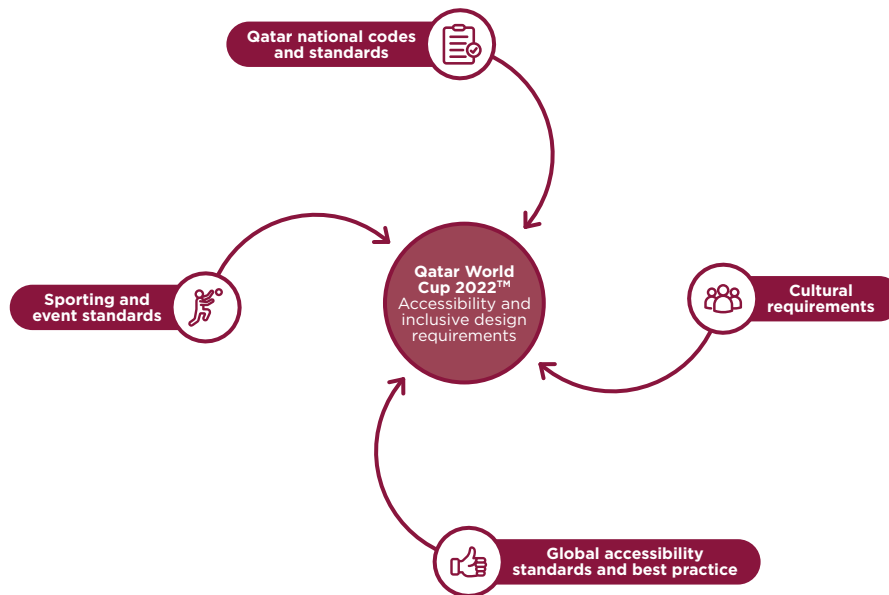 Qatar national codes
and standards
Qatar World
Cup 2022™
Accessibility and
inclusive design
requirements
Sporting and
event standards
Cultural
requirements
Global accessibility
standards and best practice